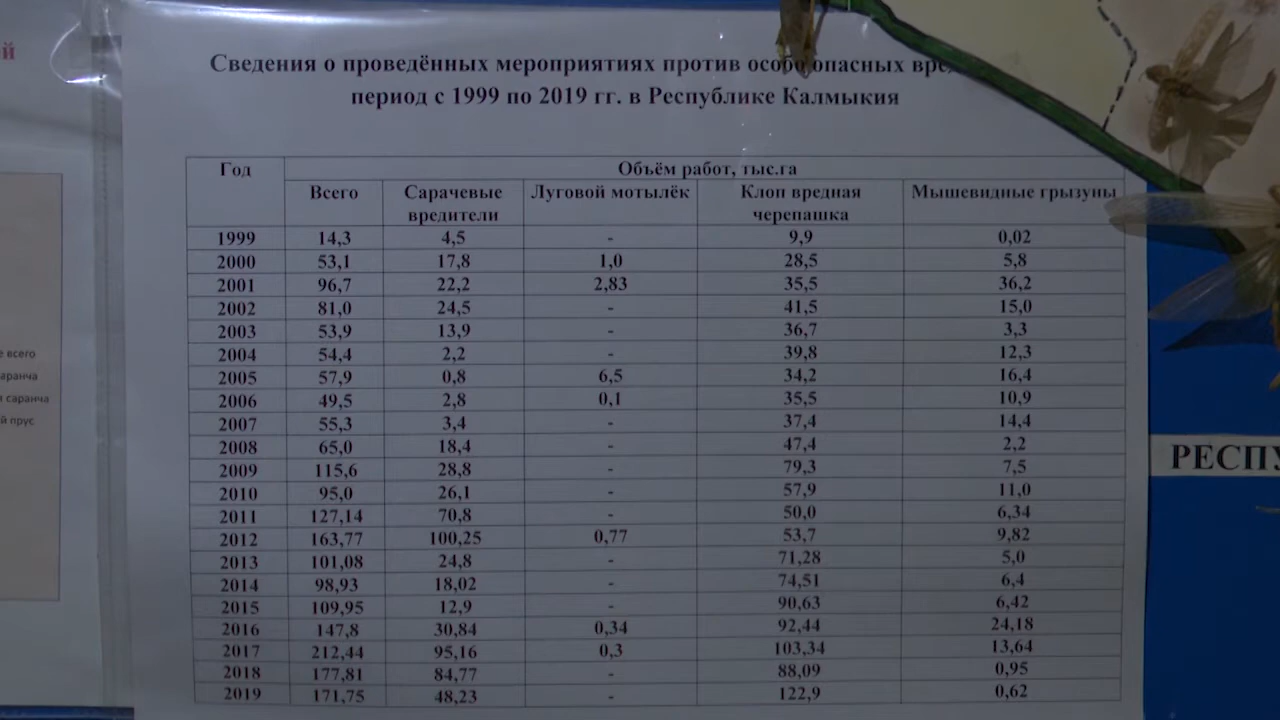 й
Сведения о проведённых мероприятиях против особо опасных
период с 1999 по 2019 гг. в Республике Калмыкия
Год Объём работ, тыс.га
Всего Сарачевые вредители Луговой мотылёк Клоп вредная черепашка Мышевидные грызуны
1999 14,3 4,5 - 9,9 0,02
2000 53,1 17,8 1,0 28,5 5,8
2001 96,7 22,2 2,83 35,5 36,2
2002 81,0 24,5 - 41,5 15,0
2003 53,9 13,9 - 36,7 3,3
2004 54,4 2,2 - 39,8 12,3
2005 57,9 0,8 6,5 34,2 16,4
2006 49,5 2,8 0,1 35,5 10,9
2007 55,3 3,4 - 37,4 14,4
2008 65,0 18,4 - 47,4 2,2
2009 115,6 28,8 - 79,3 7,5
2010 95,0 26,1 - 57,9 11,0
2011 127,14 70,8 - 50,0 6,34
2012 163,77 100,25 0,77 53,7 9,82
2013 101,08 24,8 - 71,28 5,0
2014 98,93 18,02 - 74,51 6,4
2015 109,95 12,9 - 90,63 6,42
2016 147,8 30,84 0,34 92,44 24,18
2017 212,44 95,16 0,3 103,34 13,64
2018 177,81 84,77 - 88,09 0,95
2019 171,75 48,23 - 122,9 0,62
е всего
аранча
я саранча
й прус
РЕСПУ